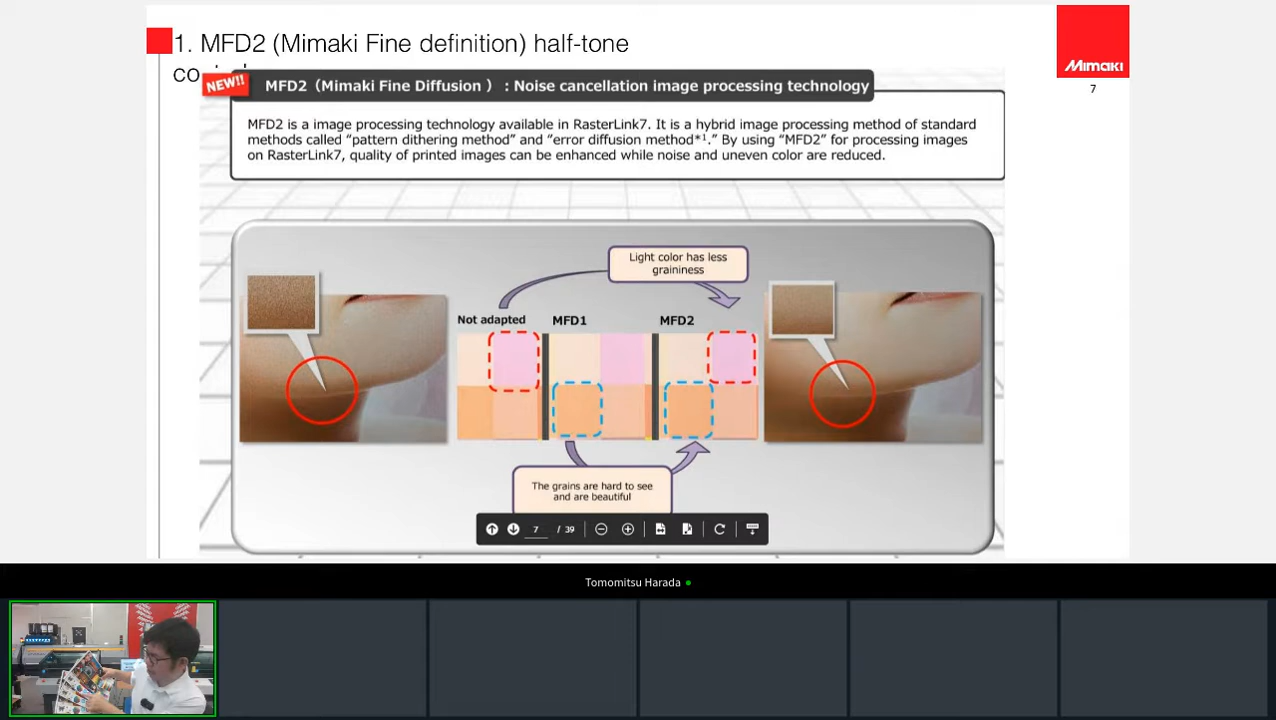 1. MFD2 (Mimaki Fine definition) half-tone
Mimaki
7
NEW!!
MFD2（Mimaki Fine Diffusion ）: Noise cancellation image processing technology
MFD2 is a image processing technology available in RasterLink7. It is a hybrid image processing method of standard
methods called “pattern dithering method” and “error diffusion method*¹.” By using “MFD2” for processing images
on RasterLink7, quality of printed images can be enhanced while noise and uneven color are reduced.
Light color has less
graininess
Not adapted
MFD1
MFD2
The grains are hard to see
and are beautiful
7 / 39
Tomomitsu Harada